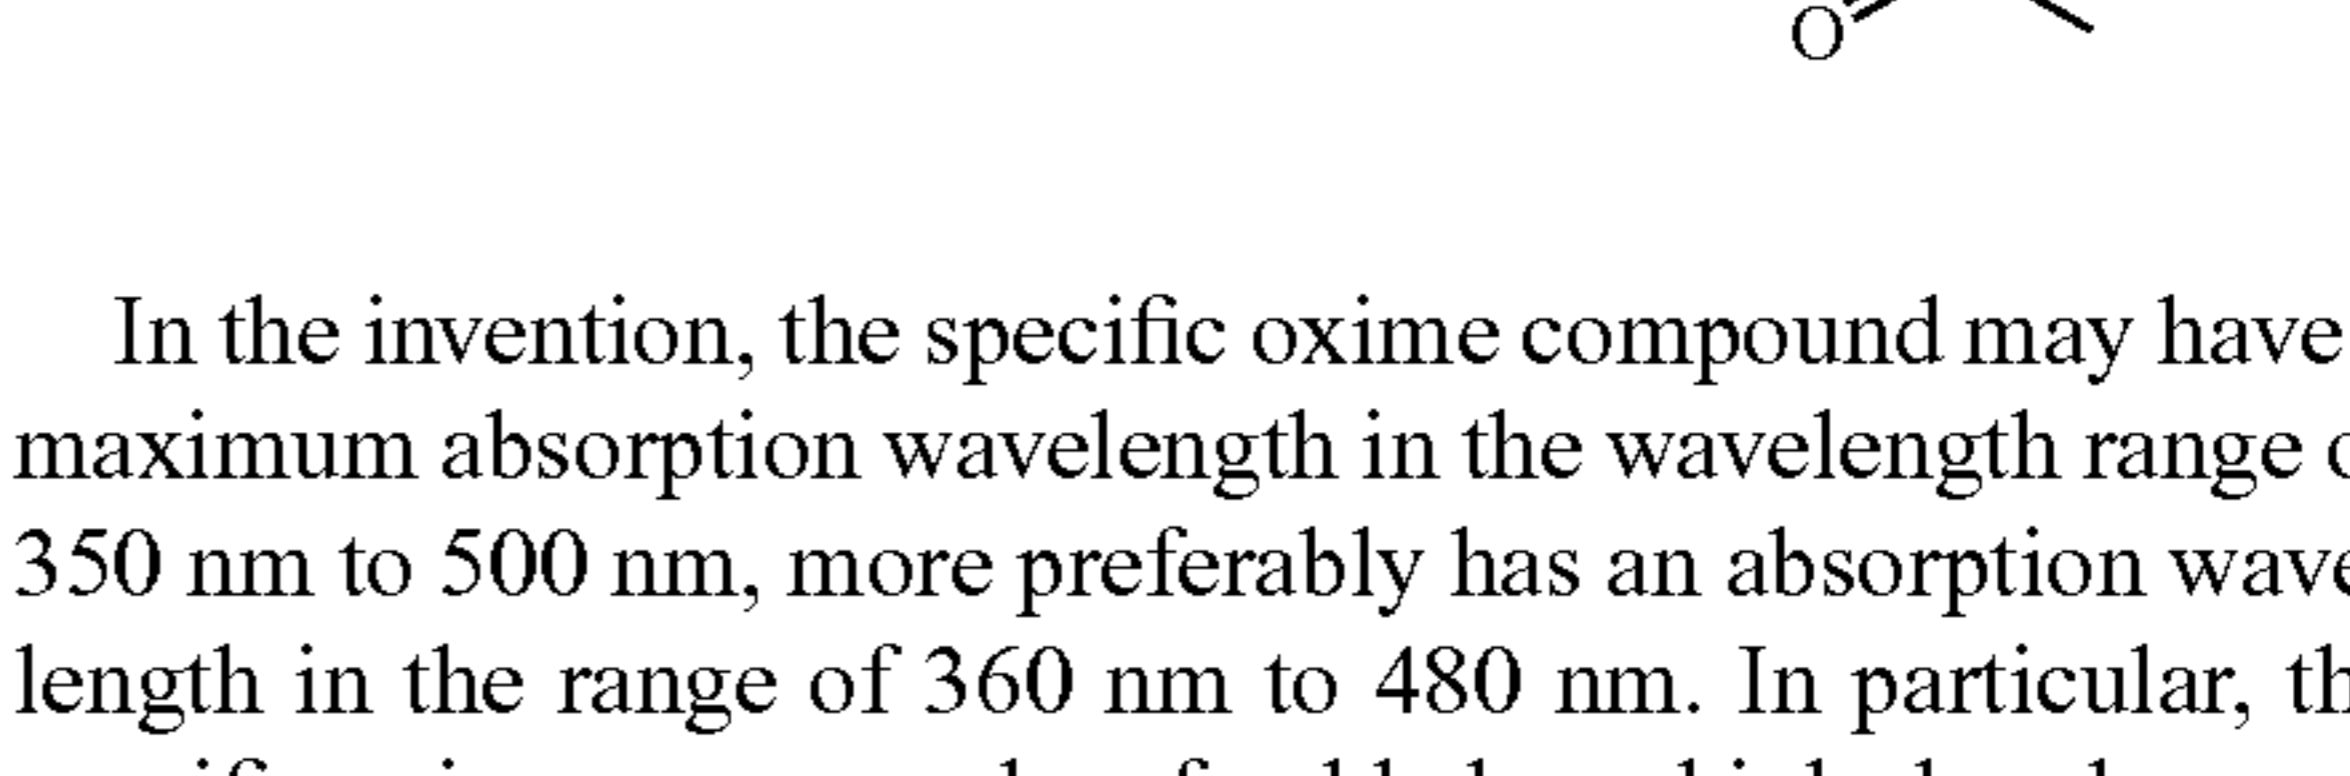 O
In the invention, the specific oxime compound may have
maximum absorption wavelength in the wavelength range
350 nm to 500 nm, more preferably has an absorption wave
length in the range of 360 nm to 480 nm. In particular,